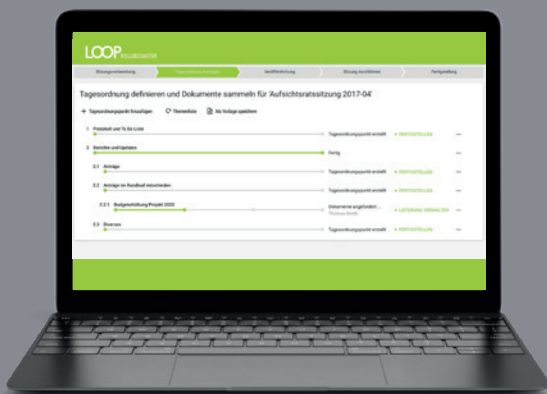 LOOP ROLLERCOASTER
Sitzungsvorbereitung
Veröffentlichung
Sitzung durchführen
Fertigstellung
Tagesordnung definieren und Dokumente sammeln für 'Aufsichtsratssitzung 2017-04'
+ Tagesordnungspunkt hinzufügen Themenliste Als Vorlage speichern
1 Protokoll und To Do Liste
Tagesordnungspunkt erstellt + FERTIGSTELLEN
2 Berichte und Updates
Fertig
2.1 Anträge
Tagesordnungspunkt erstellt + FERTIGSTELLEN
2.2 Anträge im Rundlauf entscheiden
Tagesordnungspunkt erstellt + FERTIGSTELLEN
2.2.1 Budgeterhöhung Projekt 2020
Dokumente angefordert ... + LIEFERUNG VERWALTEN
2.3 Diverses
Tagesordnungspunkt erstellt + FERTIGSTELLEN